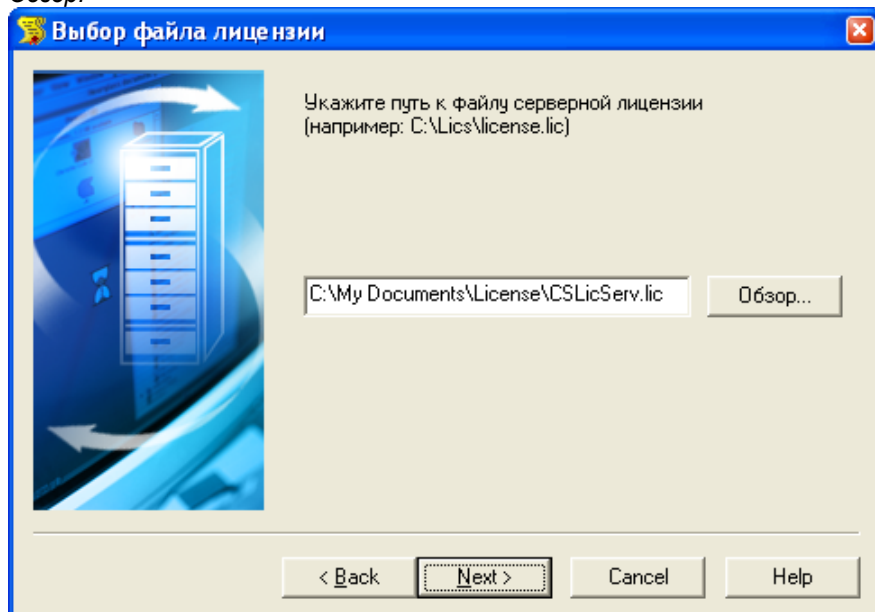 Обзор.
Выбор файла лицензии
Укажите путь к файлу серверной лицензии
(например: C:\Lics\license.lic)
C:\My Documents\License\CSLicServ.lic
Обзор...
< Back
Next >
Cancel
Help